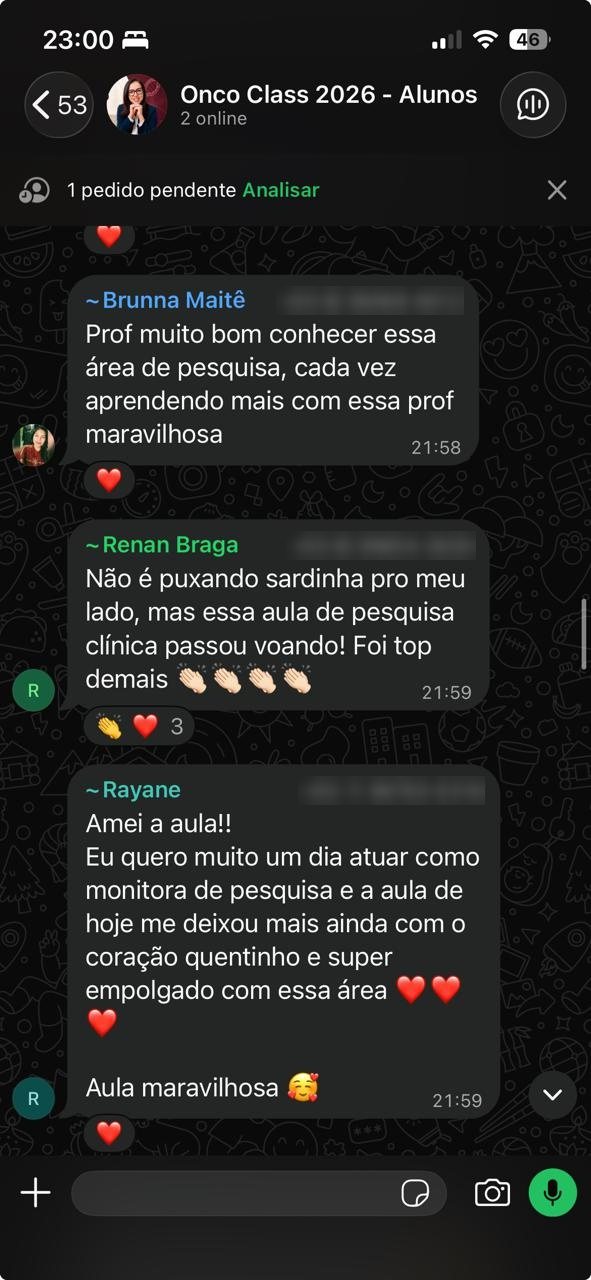 23:00
46
53
Onco Class 2026 - Alunos
2 online
1 pedido pendente Analisar
~Brunna Maitê
Prof muito bom conhecer essa
área de pesquisa, cada vez
aprendendo mais com essa prof
maravilhosa
21:58
❤️
~Renan Braga
Não é puxando sardinha pro meu
lado, mas essa aula de pesquisa
clínica passou voando! Foi top
demais 👏🏻👏🏻👏🏻👏🏻
21:59
R
👏 ❤️ 3
~Rayane
Amei a aula!!
Eu quero muito um dia atuar como
monitora de pesquisa e a aula de
hoje me deixou mais ainda com o
coração quentinho e super
empolgado com essa área ❤️❤️
❤️
Aula maravilhosa 🥰
21:59
R
❤️